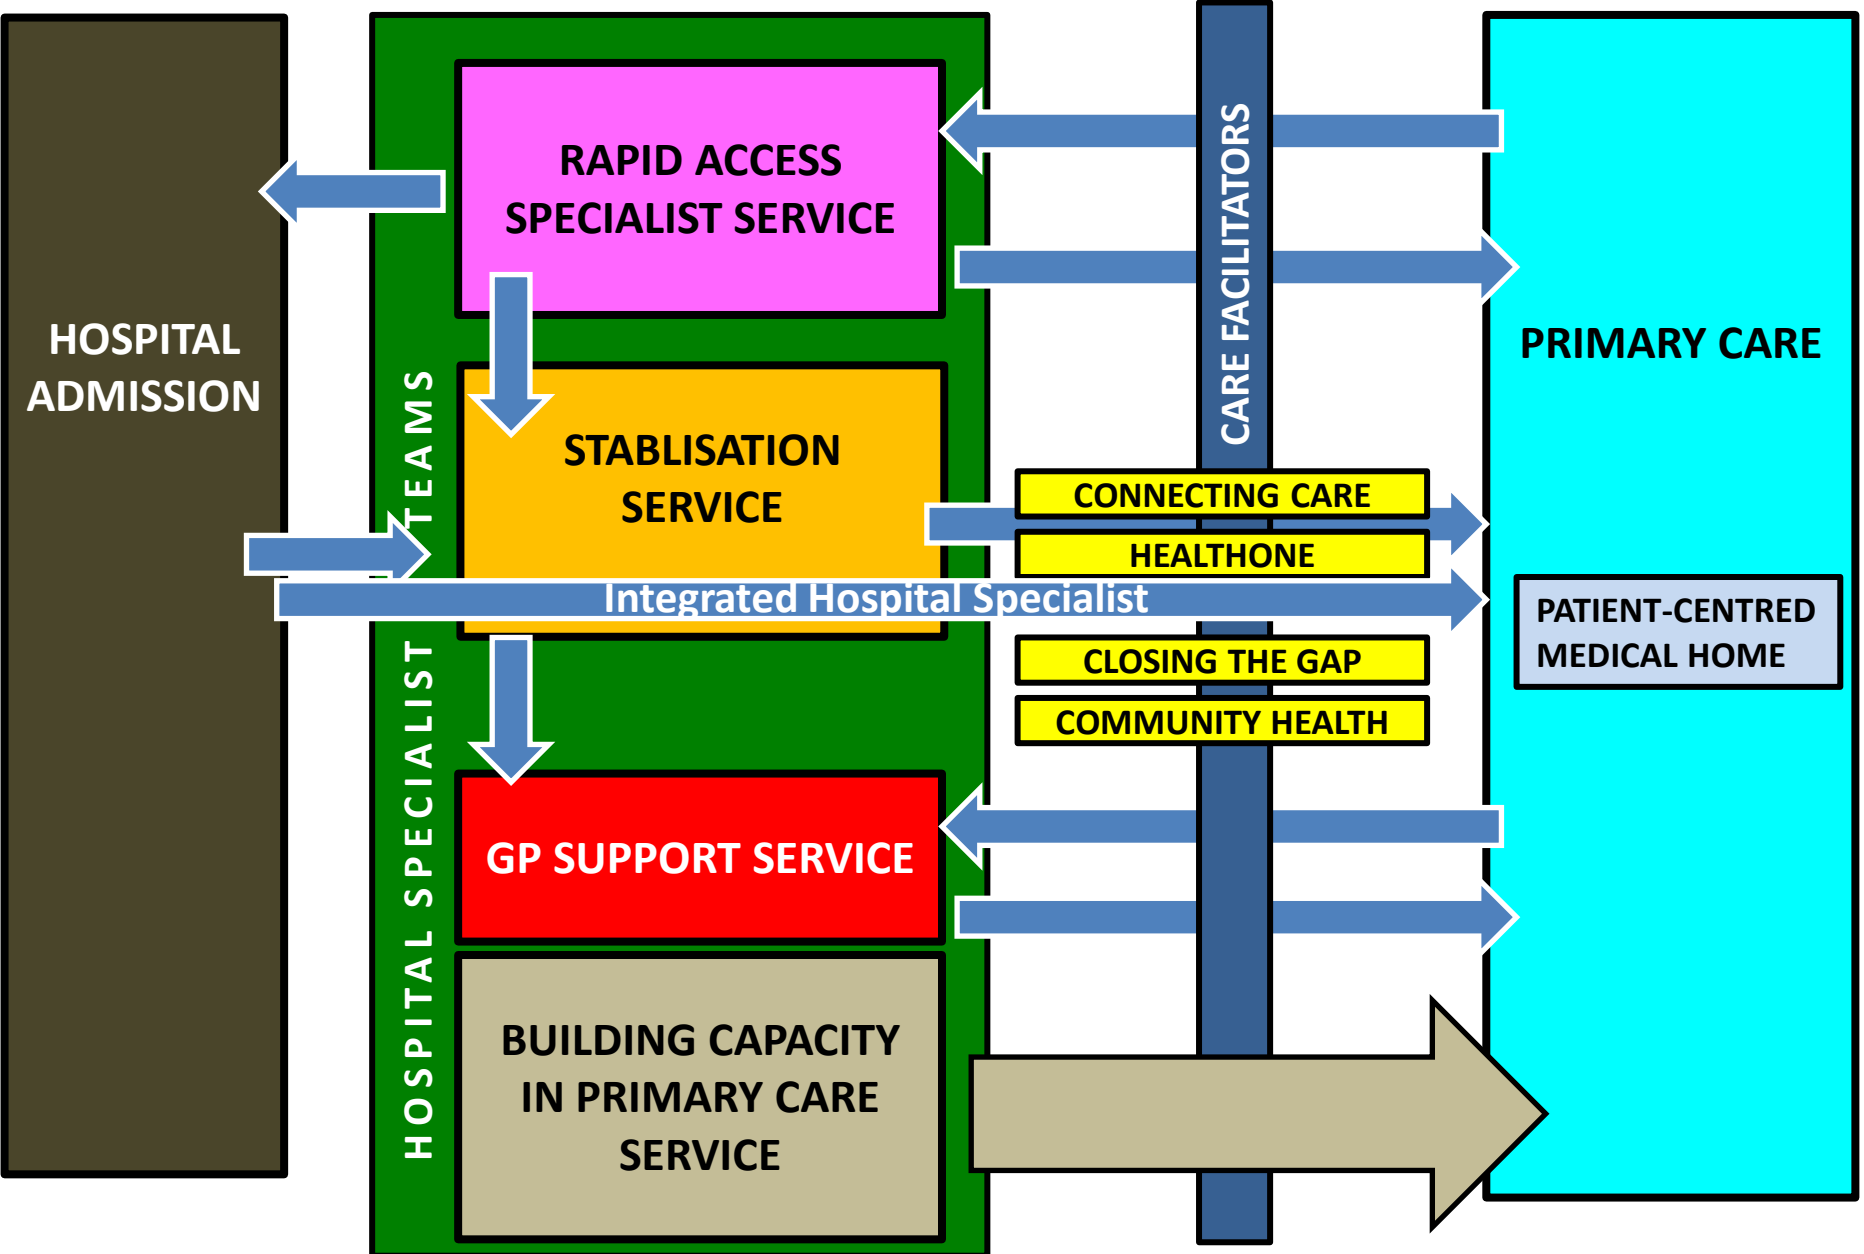 HOSPITAL
ADMISSION
HOSPITAL SPECIALIST TEAMS
RAPID ACCESS
SPECIALIST SERVICE
STABLISATION
SERVICE
Integrated Hospital Specialist
GP SUPPORT SERVICE
BUILDING CAPACITY
IN PRIMARY CARE
SERVICE
CARE FACILITATORS
CONNECTING CARE
HEALTHONE
CLOSING THE GAP
COMMUNITY HEALTH
PRIMARY CARE
PATIENT-CENTRED
MEDICAL HOME